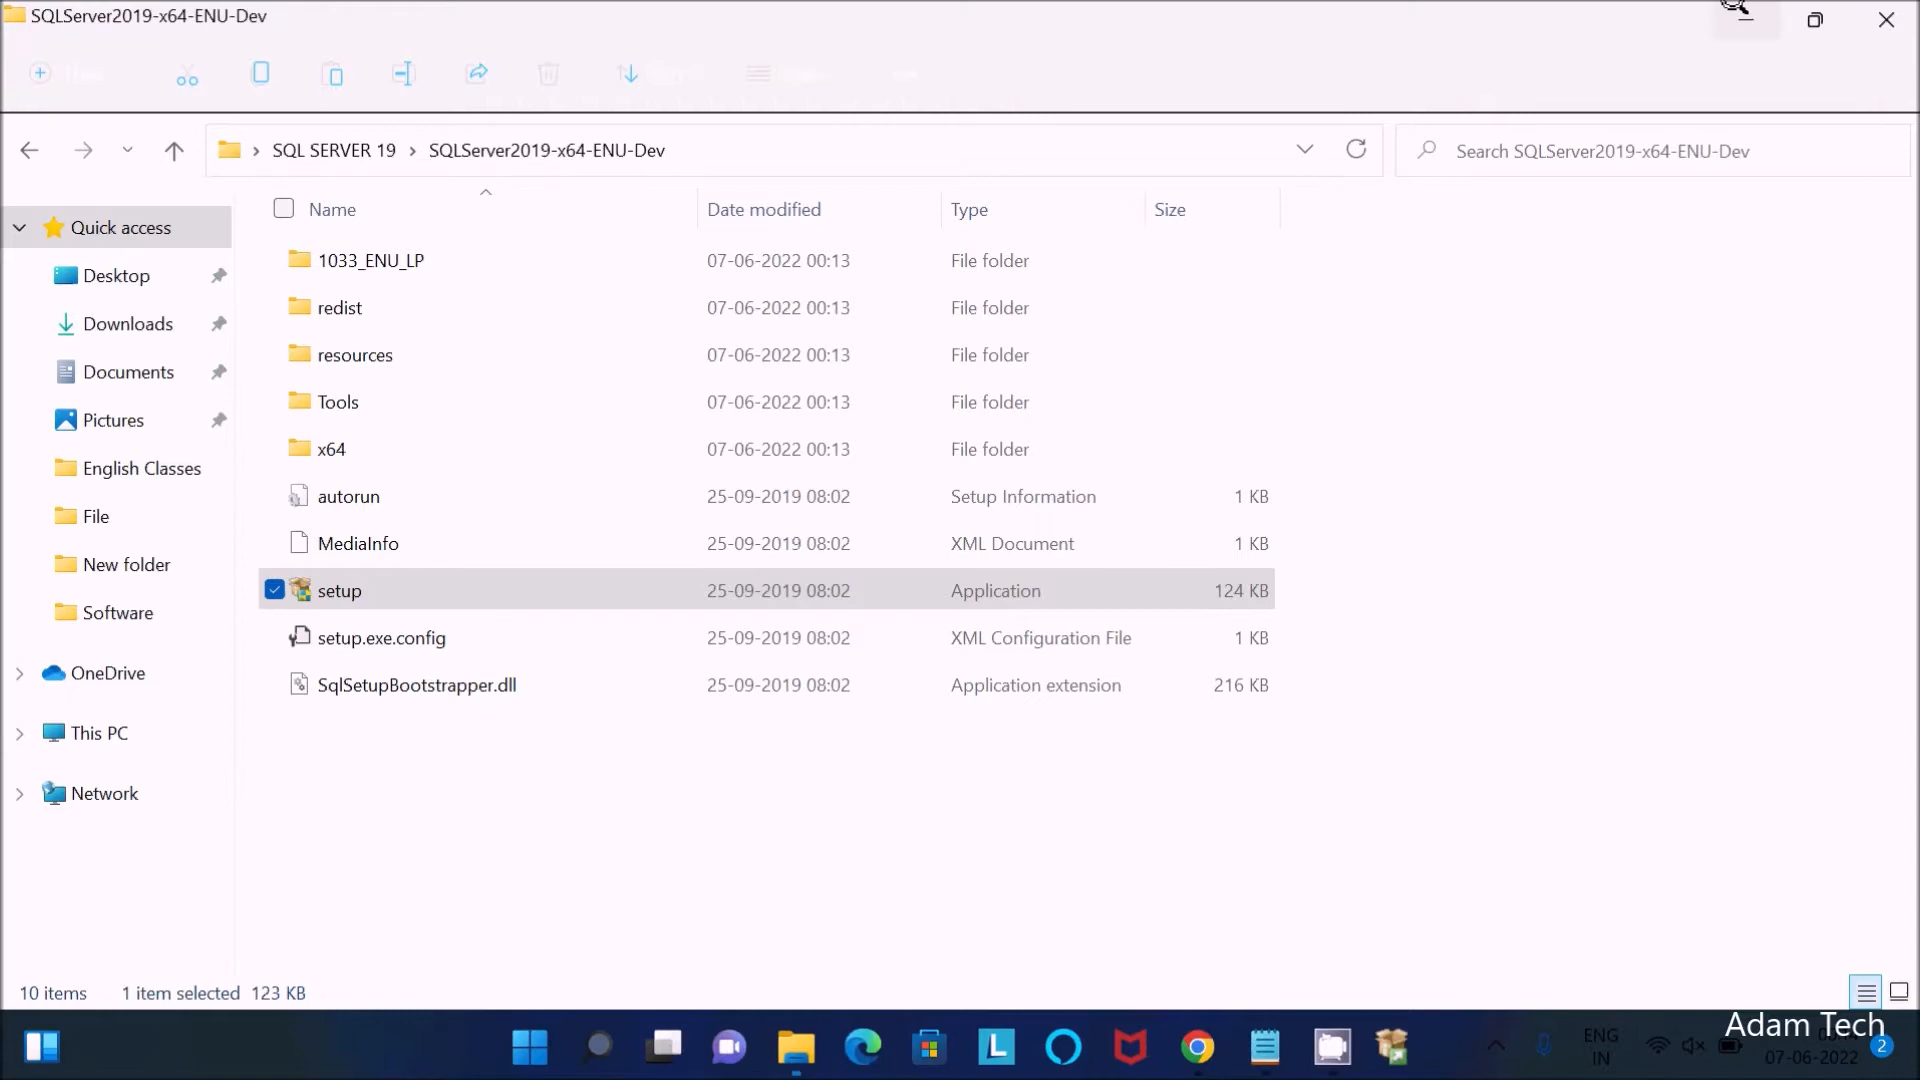 SQLServer2019-x64-ENU-Dev
SQL SERVER 19 SQLServer2019-x64-ENU-Dev
Search SQLServer2019-x64-ENU-Dev
Name Date modified Type Size
Quick access
Desktop
Downloads
Documents
Pictures
English Classes
File
New folder
Software
OneDrive
This PC
Network
1033_ENU_LP 07-06-2022 00:13 File folder
redist 07-06-2022 00:13 File folder
resources 07-06-2022 00:13 File folder
Tools 07-06-2022 00:13 File folder
x64 07-06-2022 00:13 File folder
autorun 25-09-2019 08:02 Setup Information 1 KB
MediaInfo 25-09-2019 08:02 XML Document 1 KB
setup 25-09-2019 08:02 Application 124 KB
setup.exe.config 25-09-2019 08:02 XML Configuration File 1 KB
SqlSetupBootstrapper.dll 25-09-2019 08:02 Application extension 216 KB
10 items 1 item selected 123 KB
Adam Tech
ENG
IN
07-06-2022
2